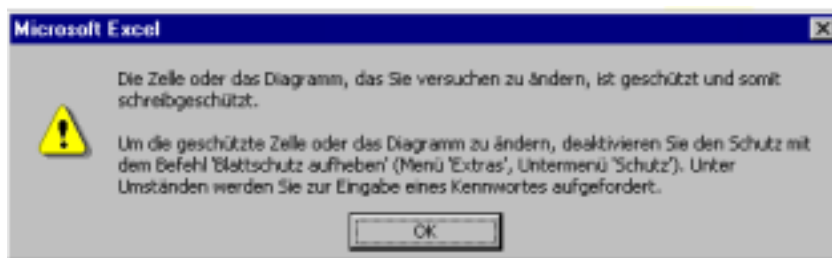 Microsoft Excel
Die Zelle oder das Diagramm, das Sie versuchen zu ändern, ist geschützt und somit
schreibgeschützt.
Um die geschützte Zelle oder das Diagramm zu ändern, deaktivieren Sie den Schutz mit
dem Befehl 'Blattschutz aufheben' (Menü 'Extras', Untermenü 'Schutz'). Unter
Umständen werden Sie zur Eingabe eines Kennwortes aufgefordert.
OK